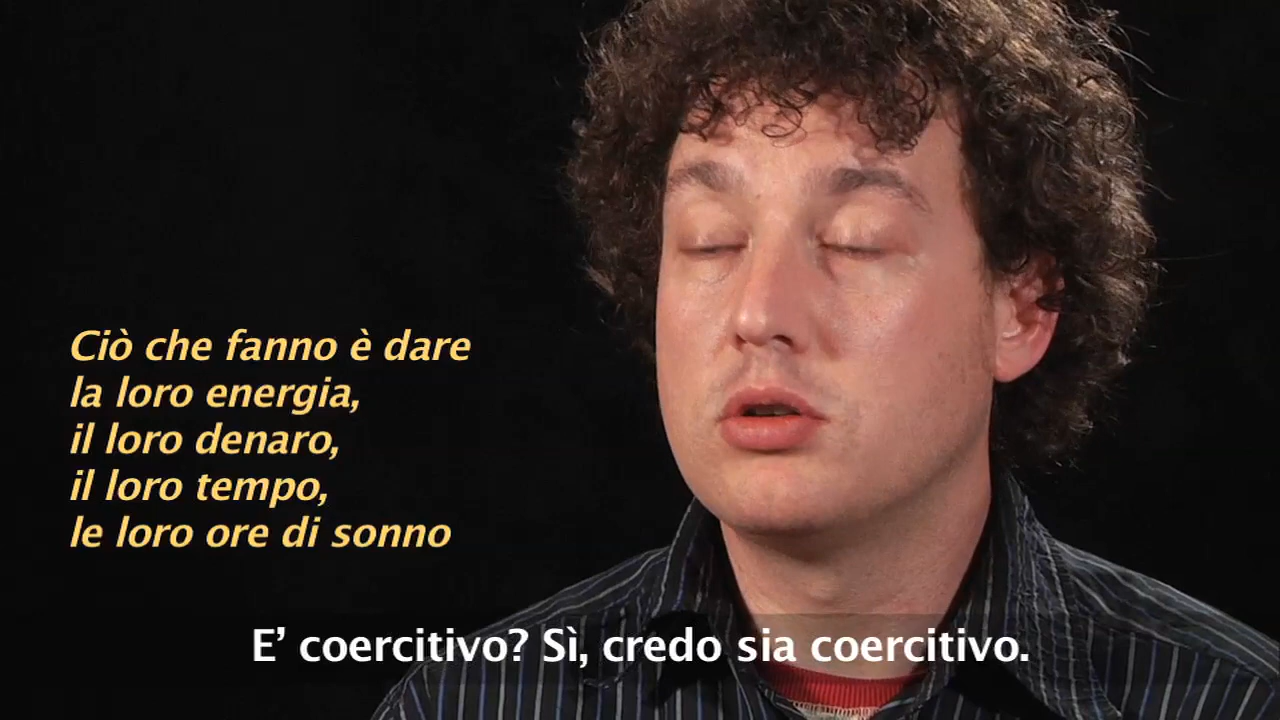 Ciò che fanno è dare
la loro energia,
il loro denaro,
il loro tempo,
le loro ore di sonno
E’ coercitivo? Sì, credo sia coercitivo.